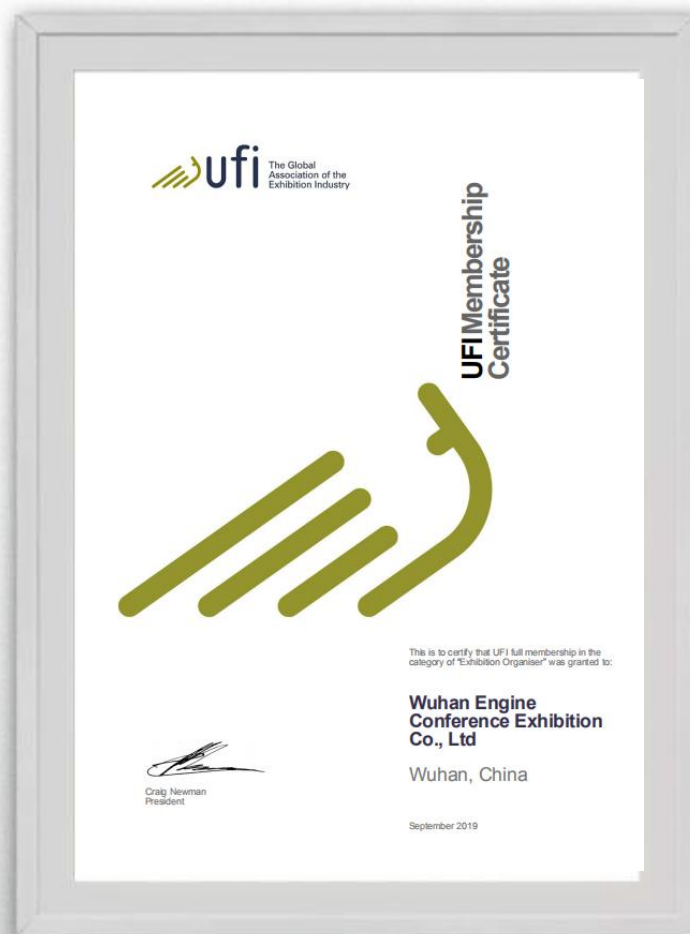 ufi
The Global
Association of the
Exhibition Industry
UFI Membership
Certificate
This is to certify that UFI full membership in the
category of "Exhibition Organiser" was granted to:
Wuhan Engine
Conference Exhibition
Co., Ltd
Wuhan, China
Craig Newman
President
September 2019